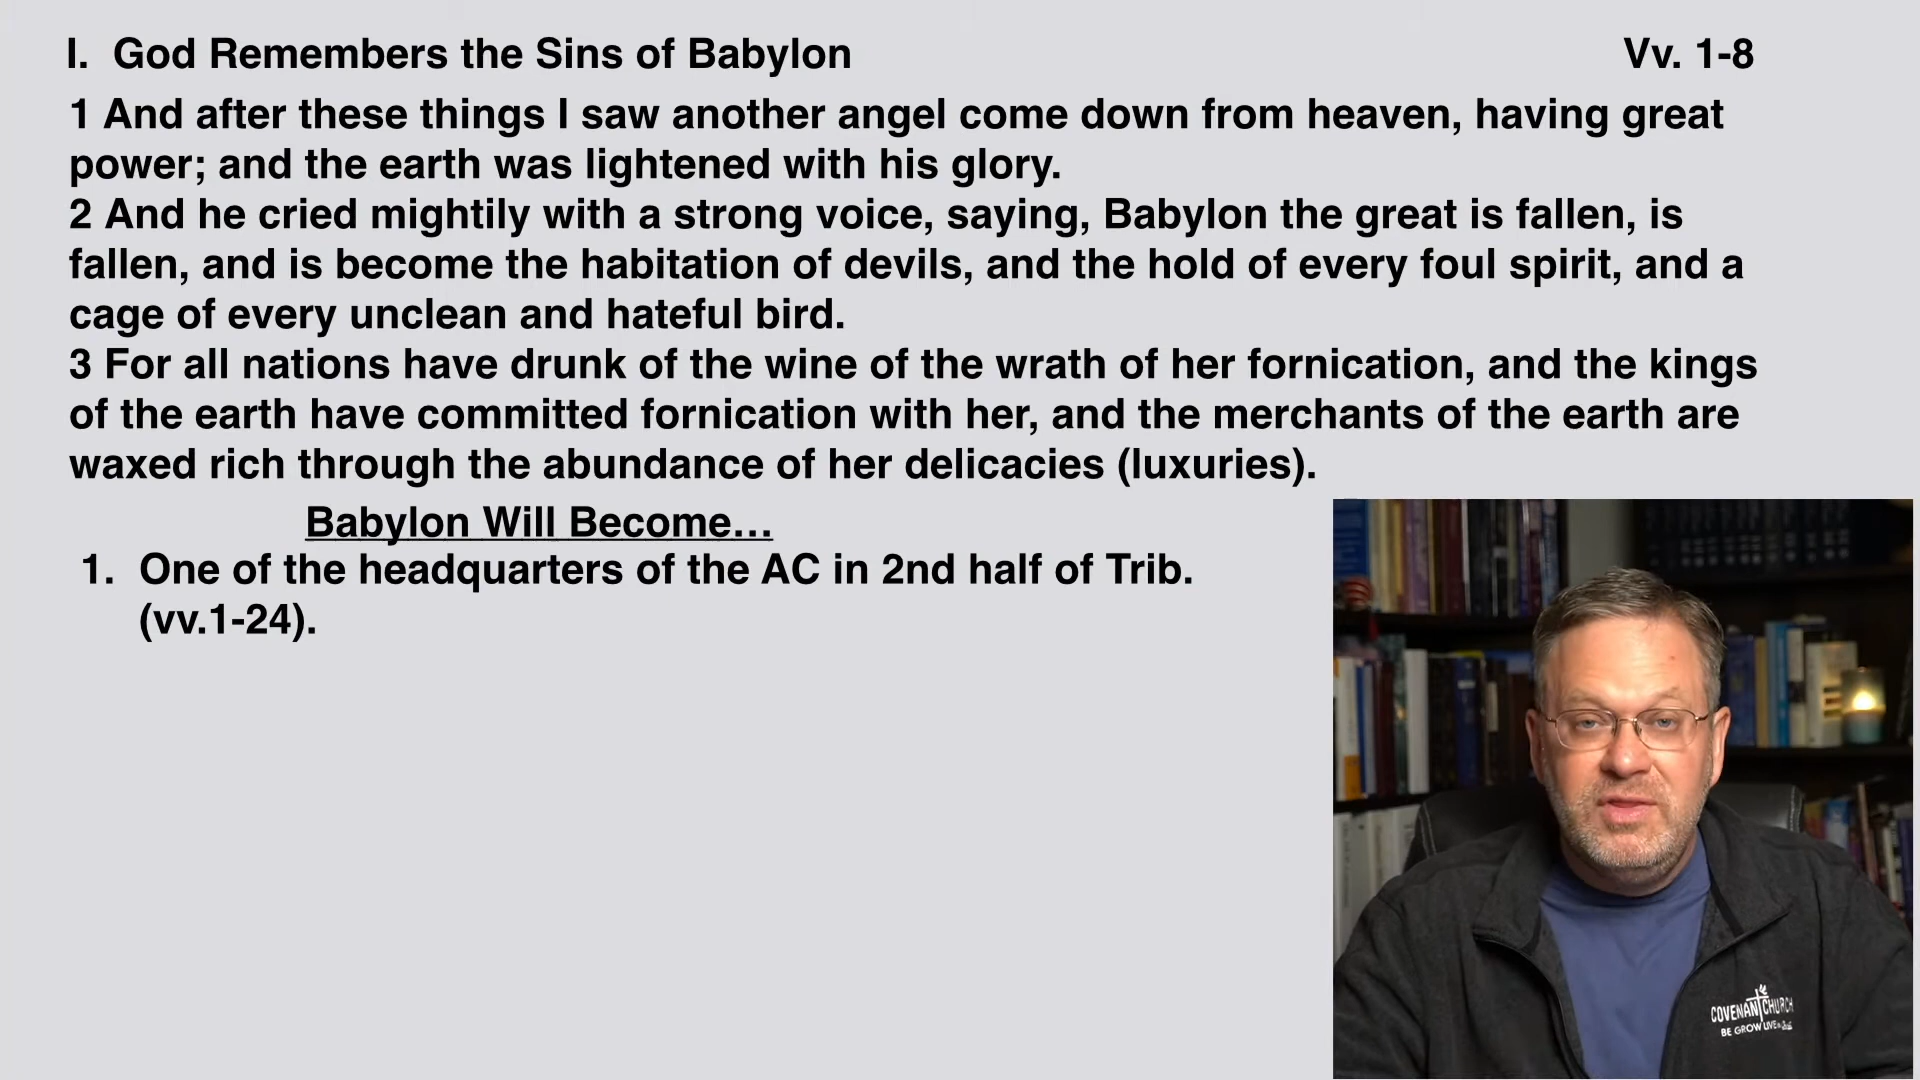 I. God Remembers the Sins of Babylon Vv. 1-8
1 And after these things I saw another angel come down from heaven, having great
power; and the earth was lightened with his glory.
2 And he cried mightily with a strong voice, saying, Babylon the great is fallen, is
fallen, and is become the habitation of devils, and the hold of every foul spirit, and a
cage of every unclean and hateful bird.
3 For all nations have drunk of the wine of the wrath of her fornication, and the kings
of the earth have committed fornication with her, and the merchants of the earth are
waxed rich through the abundance of her delicacies (luxuries).
Babylon Will Become...
1. One of the headquarters of the AC in 2nd half of Trib.
(vv.1-24).
COVENANT CHURCH
BE GROW LIVE